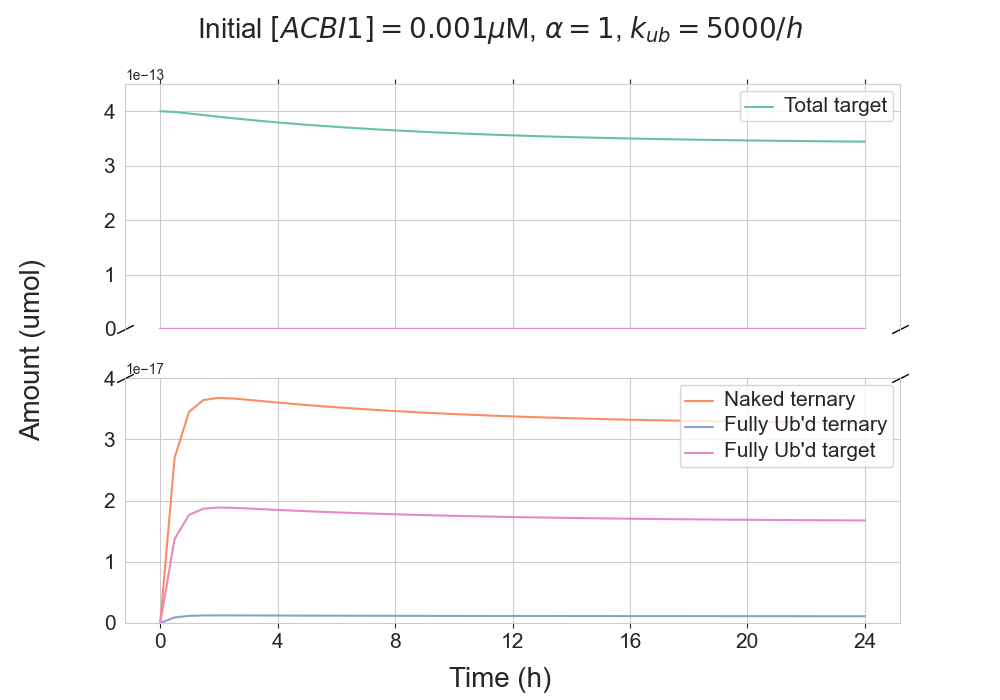 Initial [ACBI1] = 0.001μM, α = 1, k_ub = 5000/h
1e−13
4
3
2
1
0
Total target
Amount (umol)
1e−17
4
3
2
1
0
Naked ternary
Fully Ub'd ternary
Fully Ub'd target
0 4 8 12 16 20 24
Time (h)